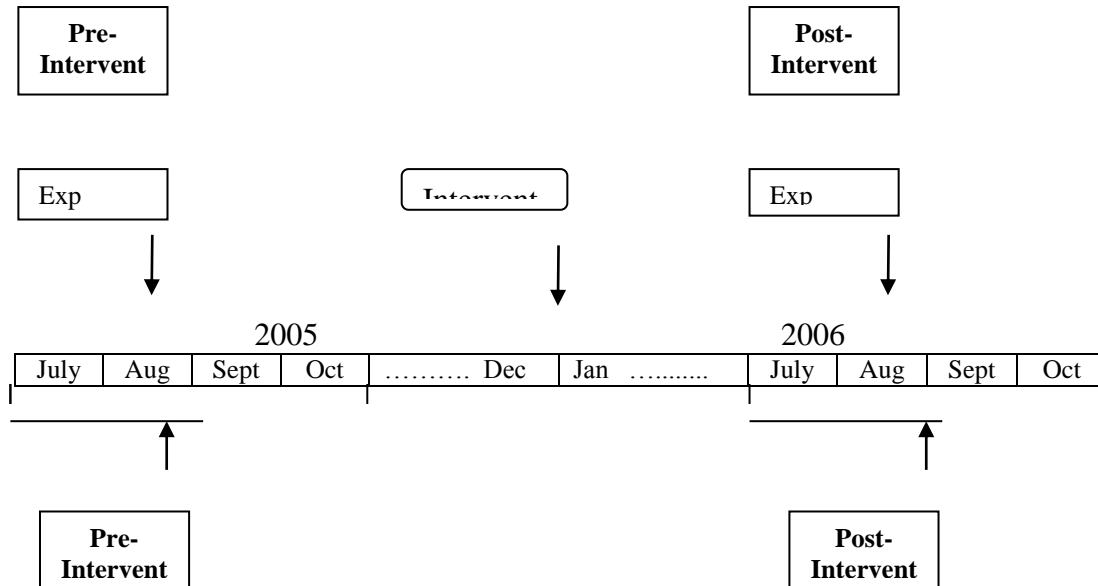 Pre-
Intervent
Post-
Intervent
Exp
Intervent
Exp
2005
2006
July Aug Sept Oct .......... Dec Jan ........... July Aug Sept Oct
Pre-
Intervent
Post-
Intervent